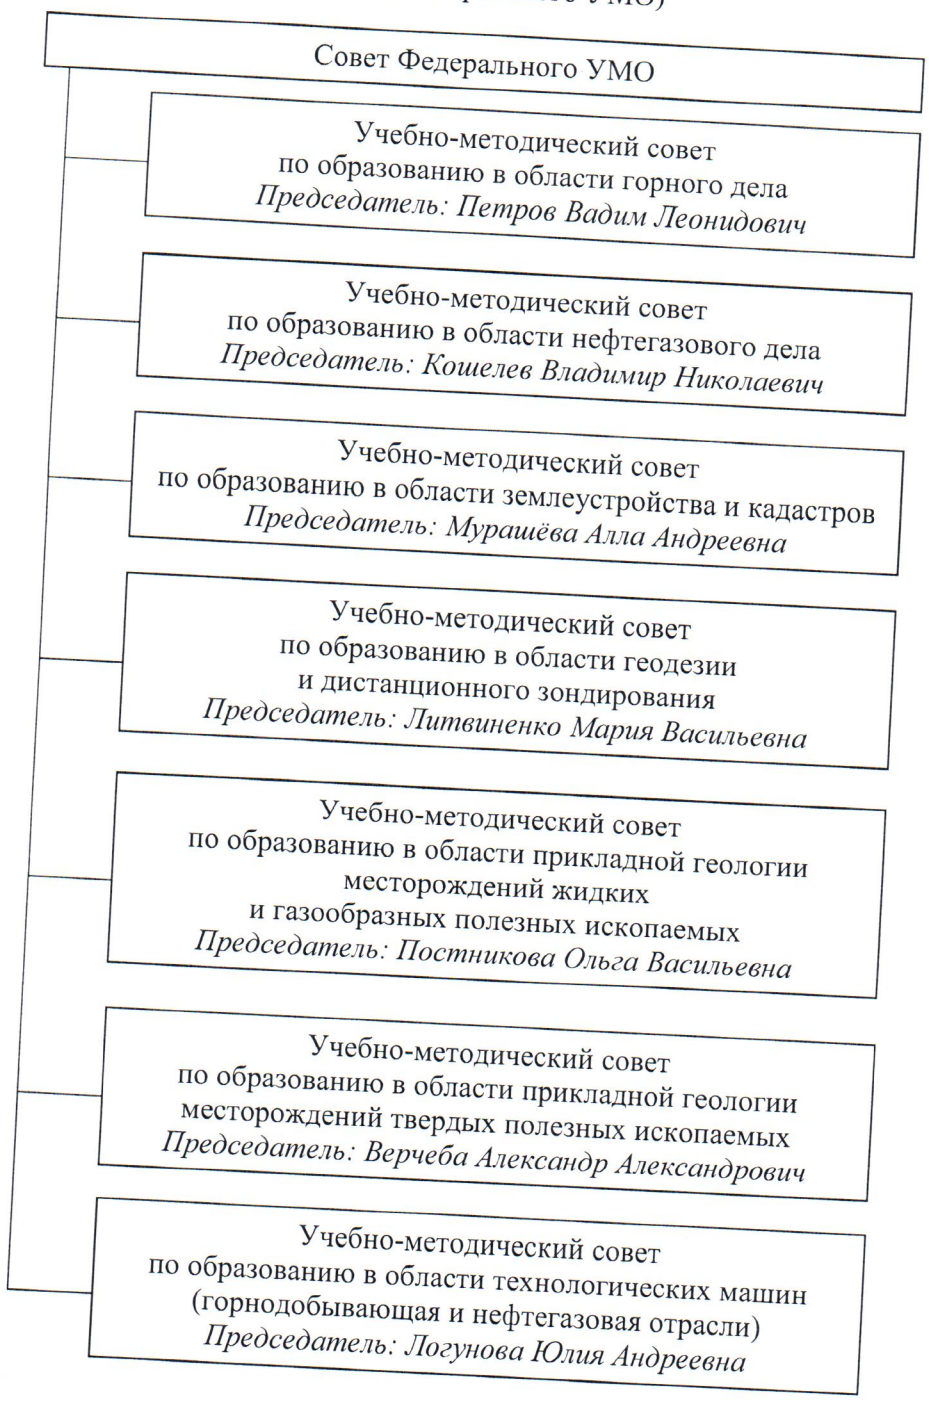 УМО)
Совет Федерального УМО
Учебно-методический совет
по образованию в области горного дела
Председатель: Петров Вадим Леонидович
Учебно-методический совет
по образованию в области нефтегазового дела
Председатель: Кошелев Владимир Николаевич
Учебно-методический совет
по образованию в области землеустройства и кадастров
Председатель: Мурашёва Алла Андреевна
Учебно-методический совет
по образованию в области геодезии
и дистанционного зондирования
Председатель: Литвиненко Мария Васильевна
Учебно-методический совет
по образованию в области прикладной геологии
месторождений жидких
и газообразных полезных ископаемых
Председатель: Постникова Ольга Васильевна
Учебно-методический совет
по образованию в области прикладной геологии
месторождений твердых полезных ископаемых
Председатель: Верчеба Александр Александрович
Учебно-методический совет
по образованию в области технологических машин
(горнодобывающая и нефтегазовая отрасли)
Председатель: Логунова Юлия Андреевна